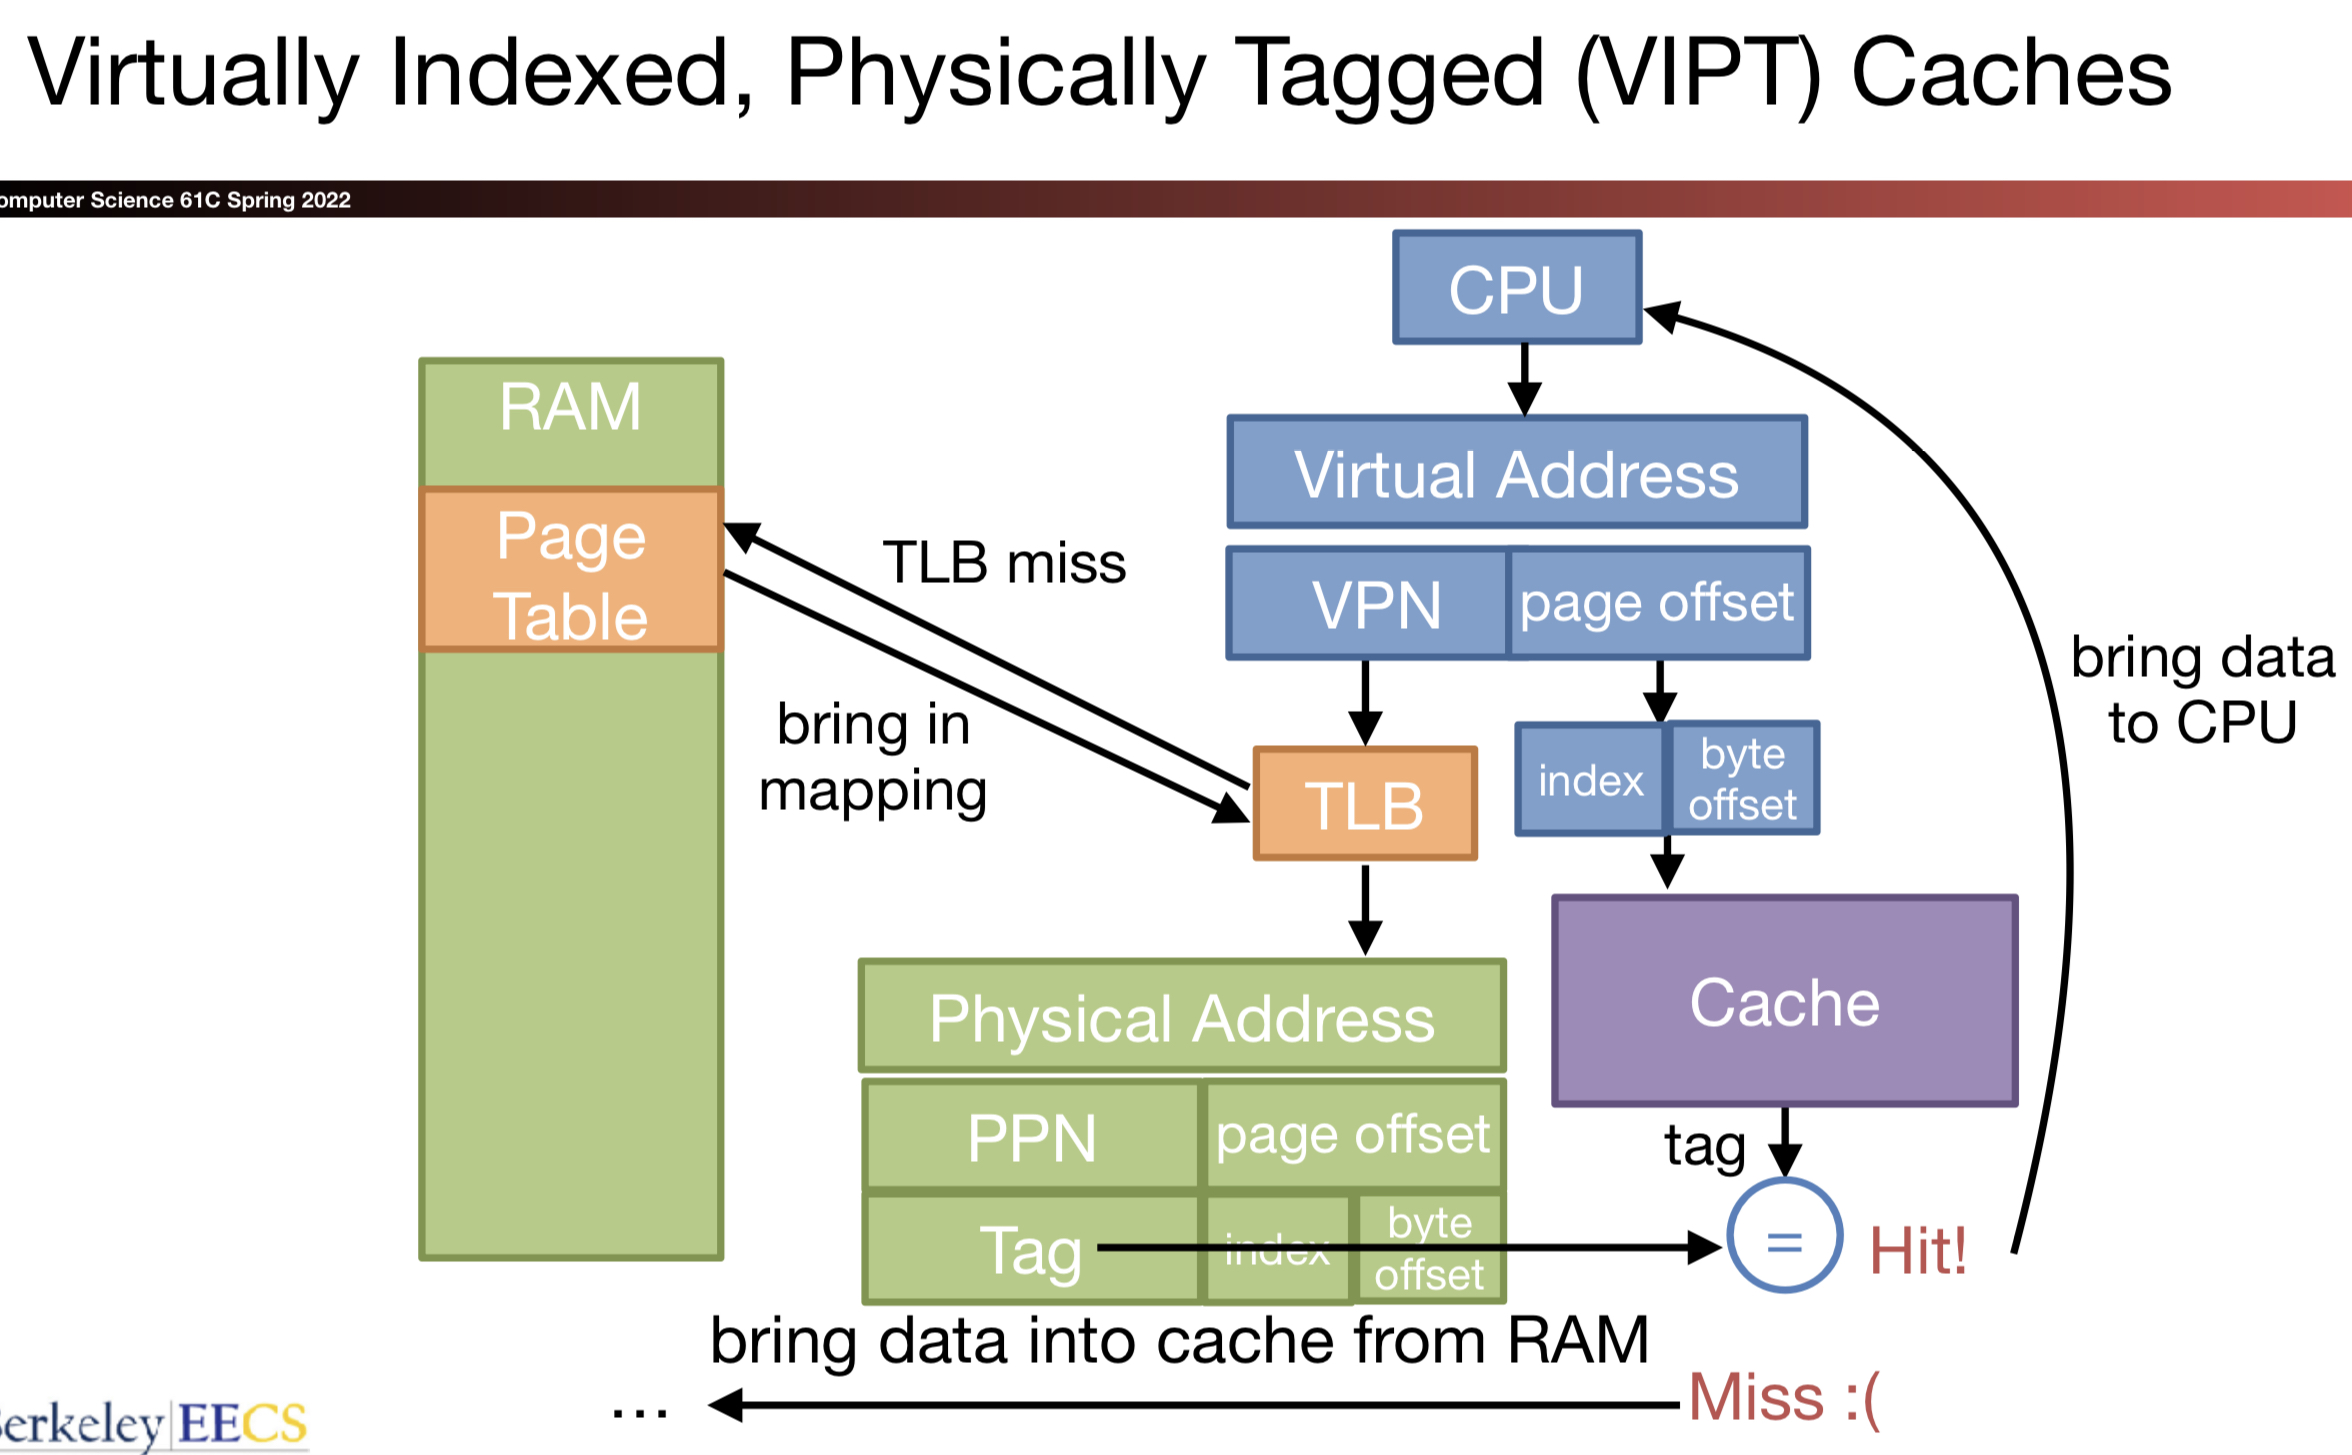 Virtually Indexed, Physically Tagged (VIPT) Caches
omputer Science 61C Spring 2022
CPU
RAM
Virtual Address
Page
Table
TLB miss
VPN
page offset
bring data
to CPU
bring in
mapping
TLB
index
byte
offset
Physical Address
Cache
PPN
page offset
tag
Tag
index
byte
offset
=
Hit!
bring data into cache from RAM
...
Miss :(
Berkeley EECS